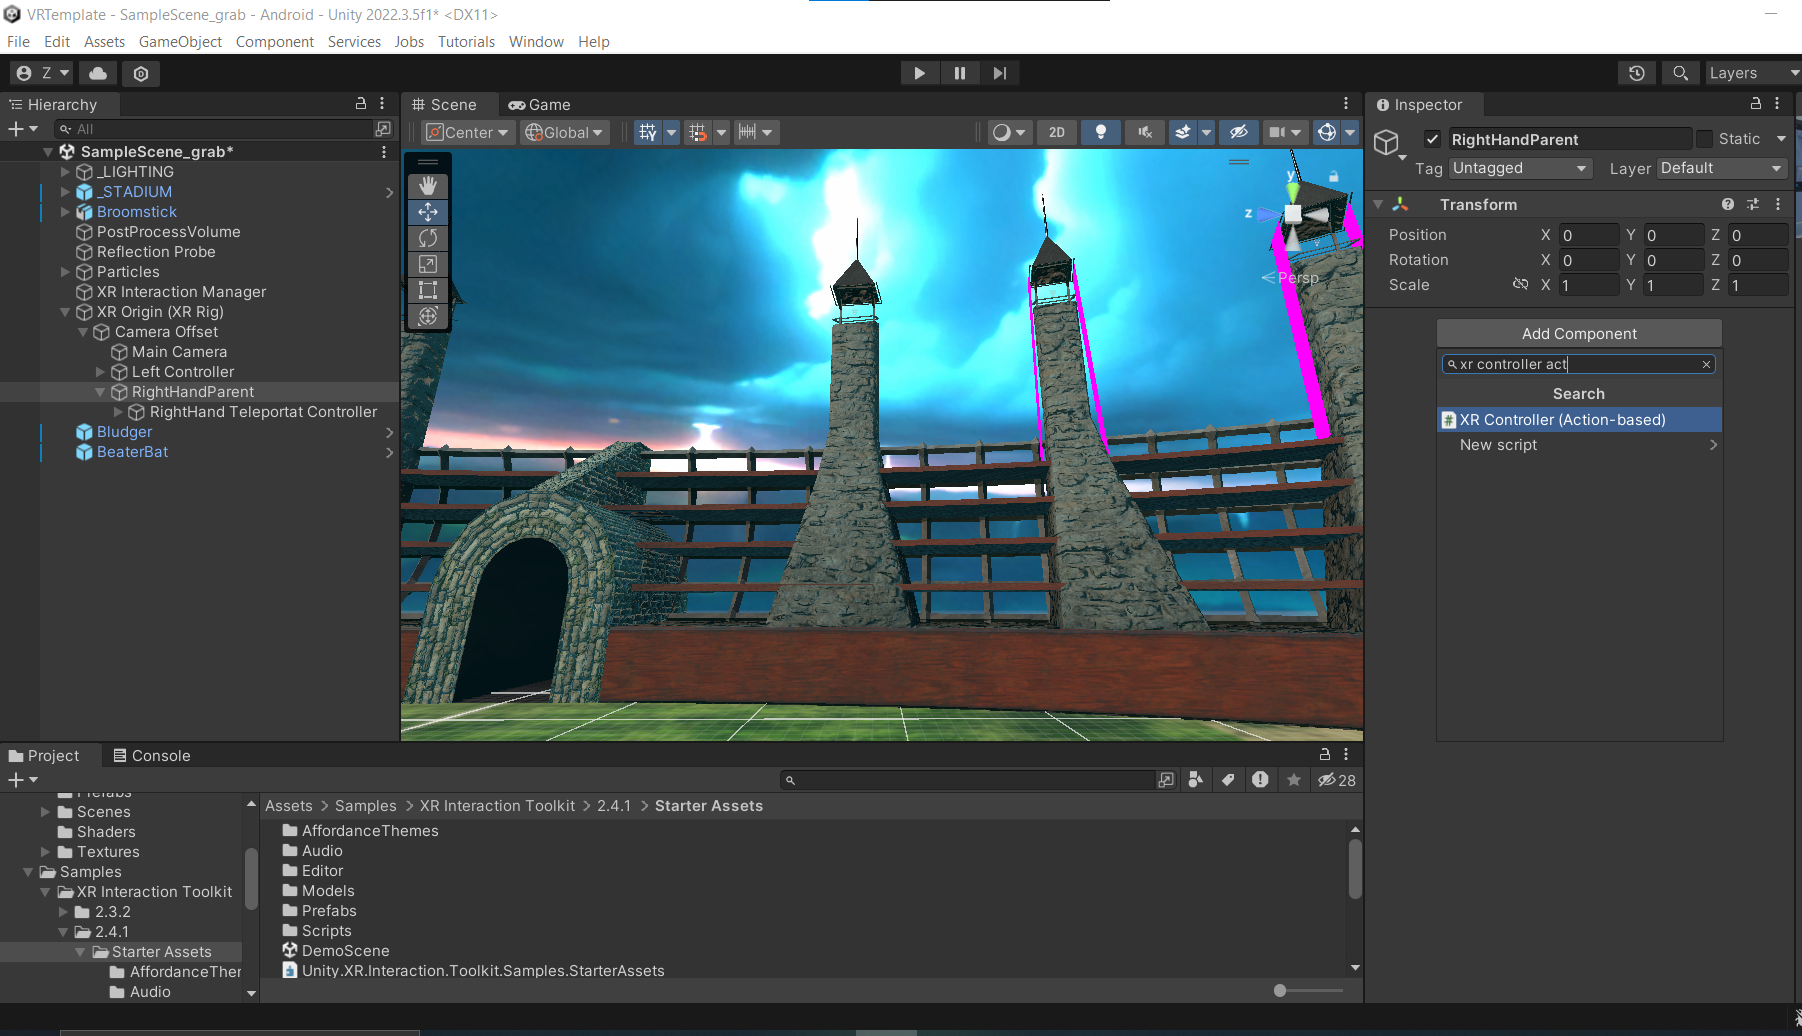 VRTemplate - SampleScene_grab - Android - Unity 2022.3.5f1* <DX11>
File Edit Assets GameObject Component Services Jobs Tutorials Window Help
Z
Layers
Hierarchy
All
SampleScene_grab*
_LIGHTING
_STADIUM
Broomstick
PostProcessVolume
Reflection Probe
Particles
XR Interaction Manager
XR Origin (XR Rig)
Camera Offset
Main Camera
Left Controller
RightHandParent
RightHand Teleportat Controller
Bludger
BeaterBat
Scene Game
Center Global 2D
y
z
Persp
Inspector
RightHandParent Static
Tag Untagged Layer Default
Transform
Position X 0 Y 0 Z 0
Rotation X 0 Y 0 Z 0
Scale X 1 Y 1 Z 1
Add Component
xr controller act
Search
XR Controller (Action-based)
New script
Project Console
28
Prefabs
Scenes
Shaders
Textures
Samples
XR Interaction Toolkit
2.3.2
2.4.1
Starter Assets
AffordanceTher
Audio
Assets > Samples > XR Interaction Toolkit > 2.4.1 > Starter Assets
AffordanceThemes
Audio
Editor
Models
Prefabs
Scripts
DemoScene
Unity.XR.Interaction.Toolkit.Samples.StarterAssets